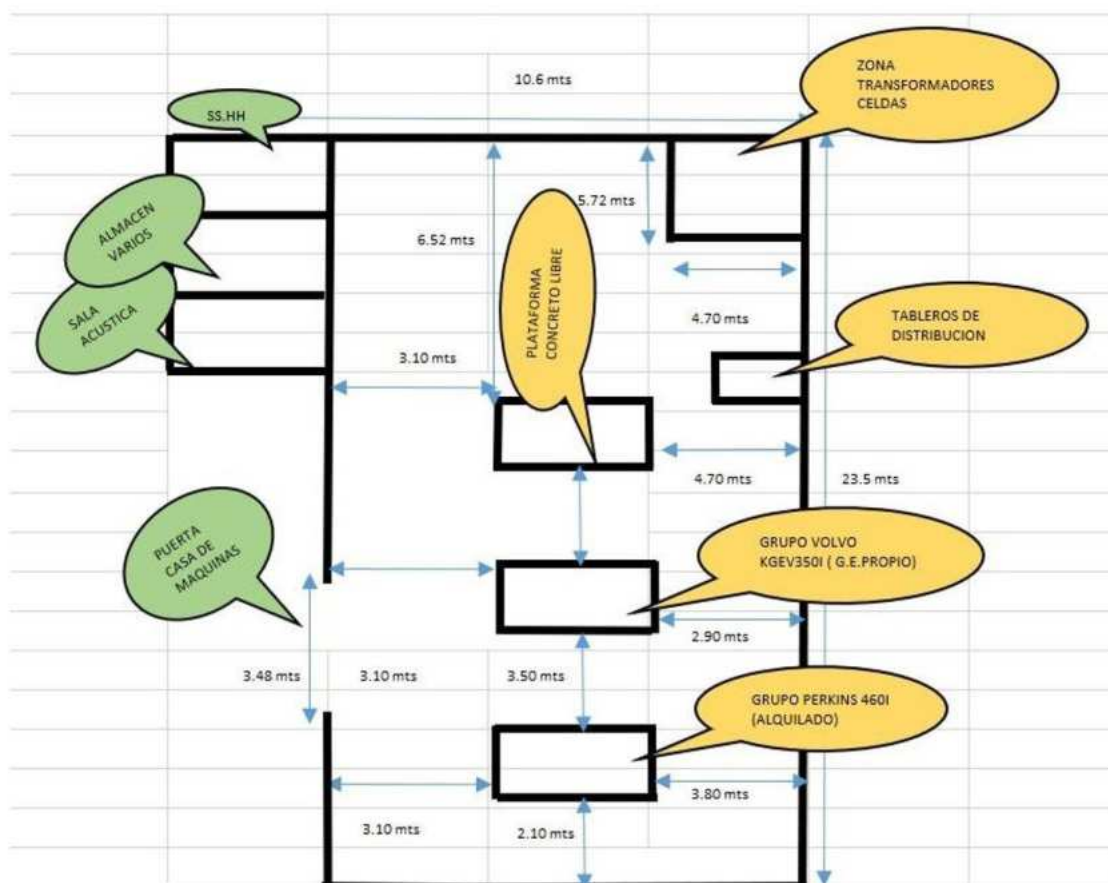 10.6 mts
ZONA
TRANSFORMADORES
CELDAS
SS.HH
5.72 mts
ALMACEN
VARIOS
6.52 mts
PLATAFORMA
CONCRETO LIBRE
SALA
ACUSTICA
4.70 mts
TABLEROS DE
DISTRIBUCION
3.10 mts
4.70 mts
23.5 mts
PUERTA
CASA DE
MAQUINAS
GRUPO VOLVO
KGEV350I ( G.E.PROPIO)
2.90 mts
3.48 mts
3.10 mts
3.50 mts
GRUPO PERKINS 460I
(ALQUILADO)
3.80 mts
3.10 mts
2.10 mts